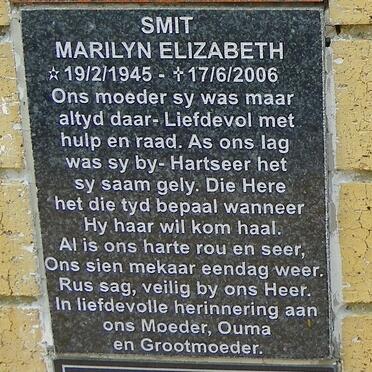 SMIT
MARILYN ELIZABETH
☆19/2/1945 - ✝17/6/2006
Ons moeder sy was maar
altyd daar- Liefdevol met
hulp en raad. As ons lag
was sy by- Hartseer het
sy saam gely. Die Here
het die tyd bepaal wanneer
Hy haar wil kom haal.
Al is ons harte rou en seer,
Ons sien mekaar eendag weer.
Rus sag, veilig by ons Heer.
In liefdevolle herinnering aan
ons Moeder, Ouma
en Grootmoeder.